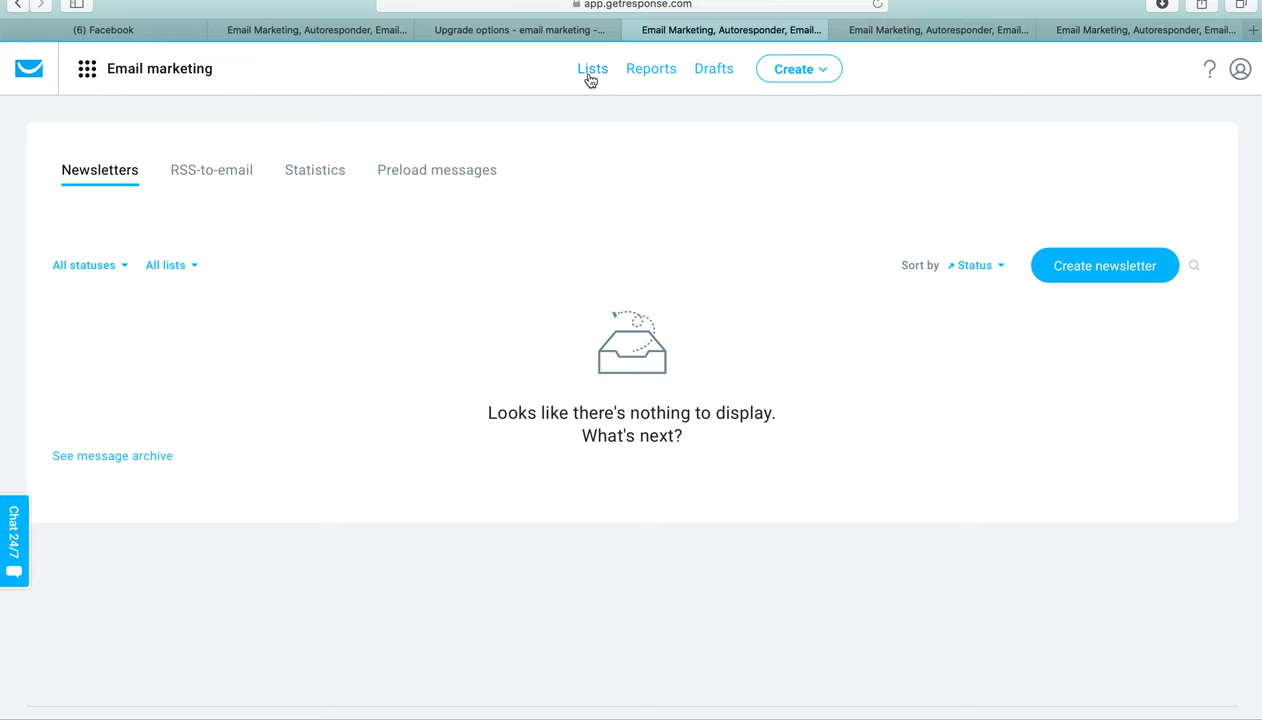 app.getresponse.com
(6) Facebook
Email Marketing, Autoresponder, Email...
Upgrade options - email marketing -...
Email Marketing, Autoresponder, Email...
Email Marketing, Autoresponder, Email...
Email Marketing, Autoresponder, Email...
Email marketing
Lists
Reports
Drafts
Create
?
Newsletters
RSS-to-email
Statistics
Preload messages
All statuses
All lists
Sort by
Status
Create newsletter
Looks like there's nothing to display.
What's next?
See message archive
Chat 24/7